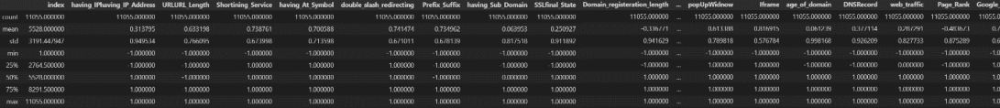 index having_IPhaving_IP_Address URLURL_Length Shortining_Service having_At_Symbol double_slash_redirecting Prefix_Suffix having_Sub_Domain SSLfinal_State Domain_registeration_length ... popUpWidnow Iframe age_of_domain DNSRecord web_traffic Page_Rank Google_
count 11055.000000 11055.000000 11055.000000 11055.000000 11055.000000 11055.000000 11055.000000 11055.000000 11055.000000 11055.000000 ... 11055.000000 11055.000000 11055.000000 11055.000000 11055.000000 11055.000000 11055
mean 5528.000000 0.313795 -0.633198 0.738761 0.700588 0.741474 -0.734962 0.063953 0.250927 -0.336771 ... 0.613388 0.816915 0.061239 0.377114 0.287291 -0.483673 0.7
std 3191.447947 0.949534 0.766095 0.673998 0.713598 0.671011 0.678139 0.817518 0.911892 0.941629 ... 0.789818 0.576784 0.998168 0.926209 0.827733 0.875289
min 1.000000 -1.000000 -1.000000 -1.000000 -1.000000 -1.000000 -1.000000 -1.000000 -1.000000 -1.000000 ... -1.000000 -1.000000 -1.000000 -1.000000 -1.000000 -1.000000
25% 2764.500000 -1.000000 -1.000000 1.000000 1.000000 1.000000 -1.000000 -1.000000 -1.000000 -1.000000 ... 1.000000 1.000000 -1.000000 -1.000000 0.000000 -1.000000
50% 5528.000000 1.000000 -1.000000 1.000000 1.000000 1.000000 -1.000000 0.000000 1.000000 -1.000000 ... 1.000000 1.000000 1.000000 1.000000 1.000000 -1.000000
75% 8291.500000 1.000000 -1.000000 1.000000 1.000000 1.000000 -1.000000 1.000000 1.000000 1.000000 ... 1.000000 1.000000 1.000000 1.000000 1.000000 1.000000
max 11055.000000 1.000000 1.000000 1.000000 1.000000 1.000000 1.000000 1.000000 1.000000 1.000000 ... 1.000000 1.000000 1.000000 1.000000 1.000000 1.000000